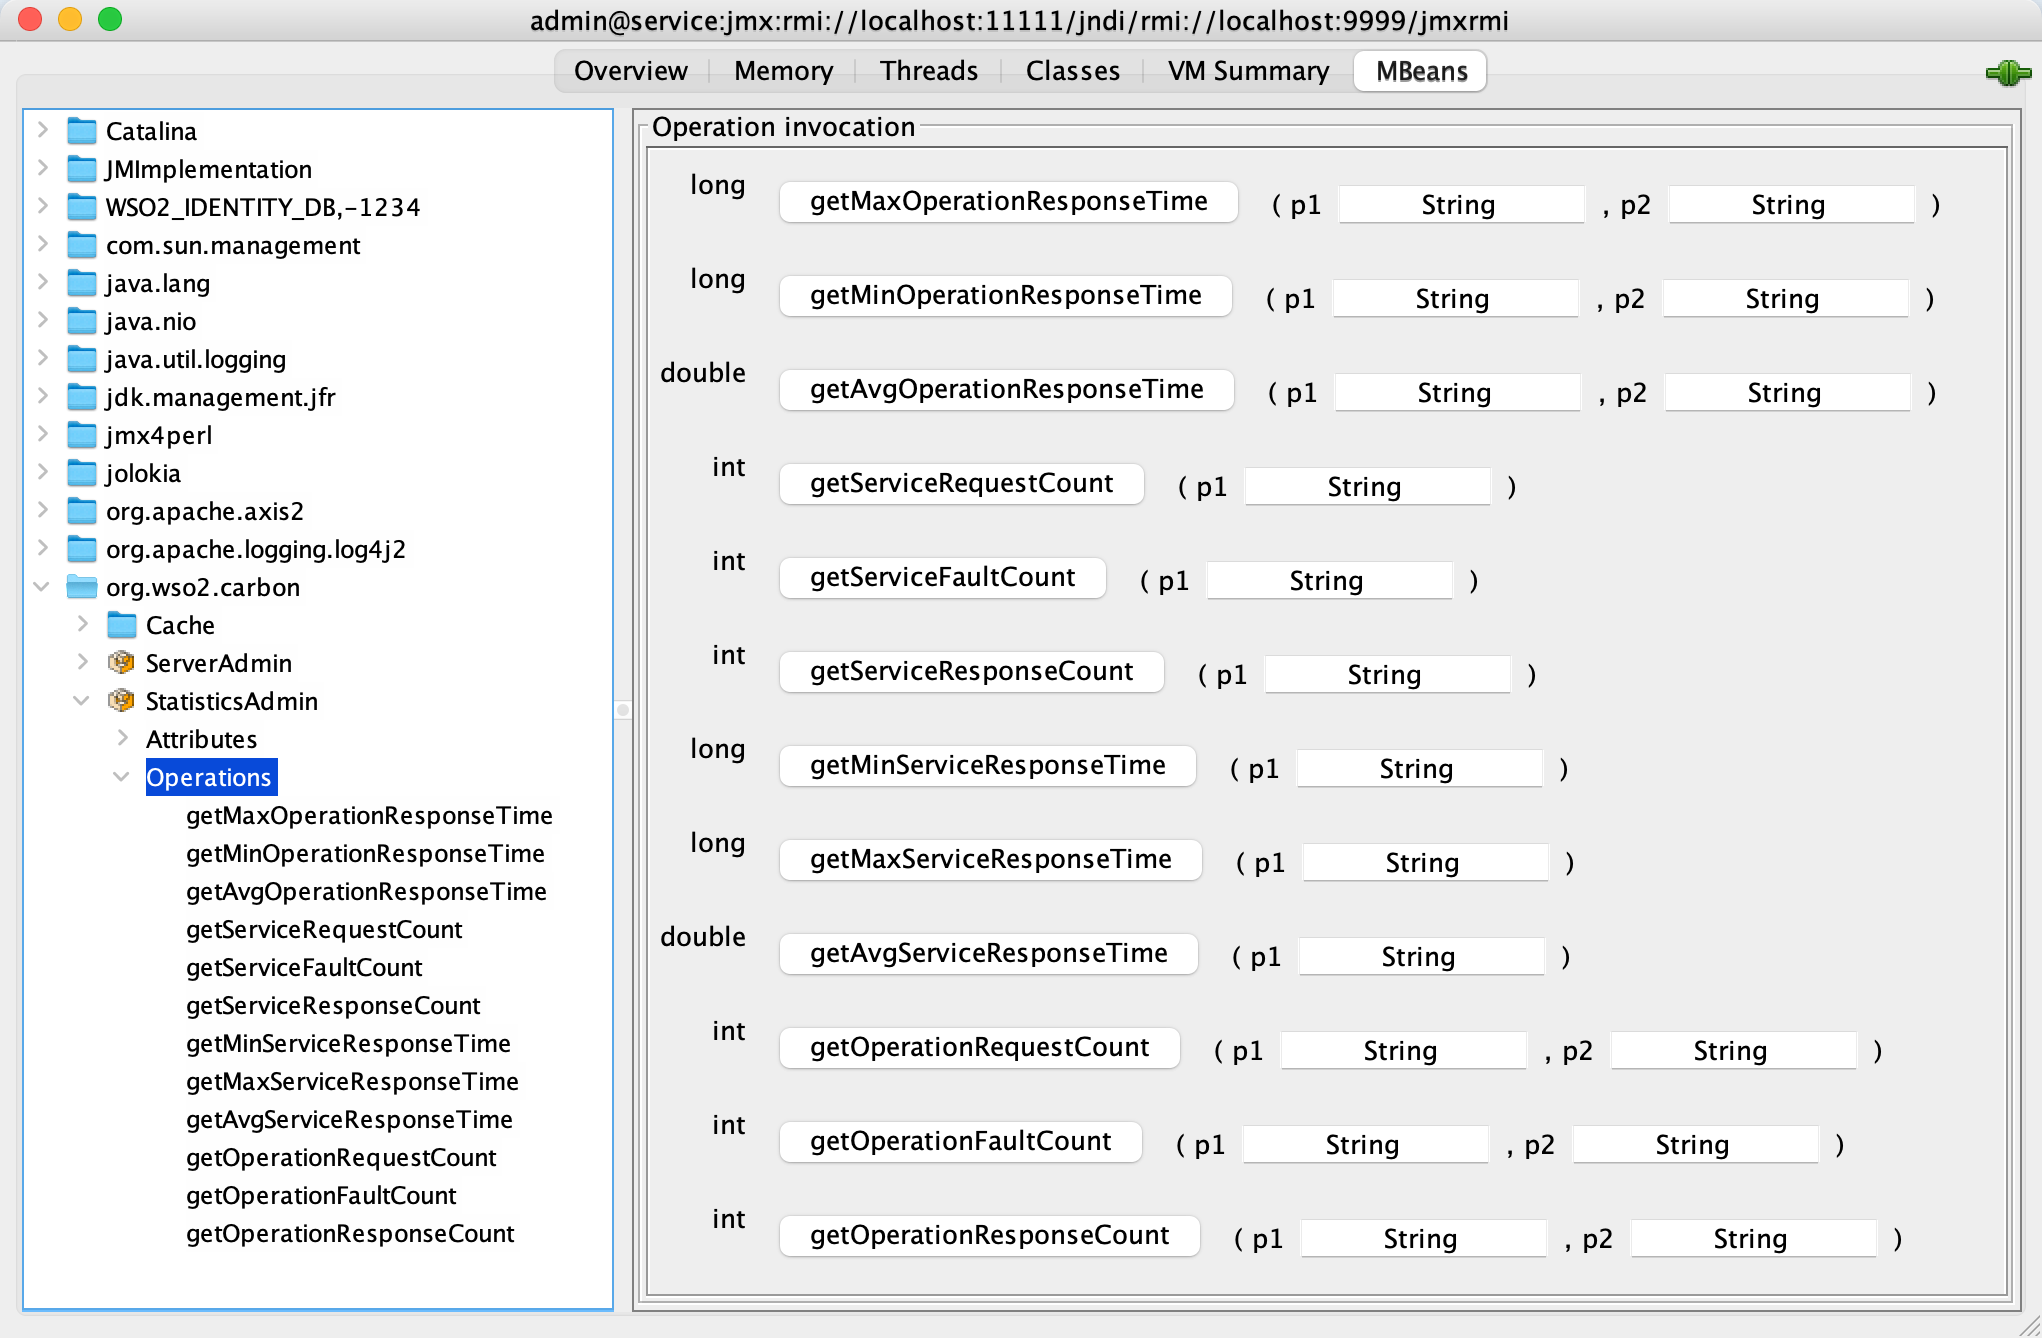 admin@service:jmx:rmi://localhost:11111/jndi/rmi://localhost:9999/jmxrmi
Overview Memory Threads Classes VM Summary MBeans
Catalina
JMImplementation
WSO2_IDENTITY_DB,-1234
com.sun.management
java.lang
java.nio
java.util.logging
jdk.management.jfr
jmx4perl
jolokia
org.apache.axis2
org.apache.logging.log4j2
org.wso2.carbon
Cache
ServerAdmin
StatisticsAdmin
Attributes
Operations
getMaxOperationResponseTime
getMinOperationResponseTime
getAvgOperationResponseTime
getServiceRequestCount
getServiceFaultCount
getServiceResponseCount
getMinServiceResponseTime
getMaxServiceResponseTime
getAvgServiceResponseTime
getOperationRequestCount
getOperationFaultCount
getOperationResponseCount
Operation invocation
long getMaxOperationResponseTime ( p1 String , p2 String )
long getMinOperationResponseTime ( p1 String , p2 String )
double getAvgOperationResponseTime ( p1 String , p2 String )
int getServiceRequestCount ( p1 String )
int getServiceFaultCount ( p1 String )
int getServiceResponseCount ( p1 String )
long getMinServiceResponseTime ( p1 String )
long getMaxServiceResponseTime ( p1 String )
double getAvgServiceResponseTime ( p1 String )
int getOperationRequestCount ( p1 String , p2 String )
int getOperationFaultCount ( p1 String , p2 String )
int getOperationResponseCount ( p1 String , p2 String )